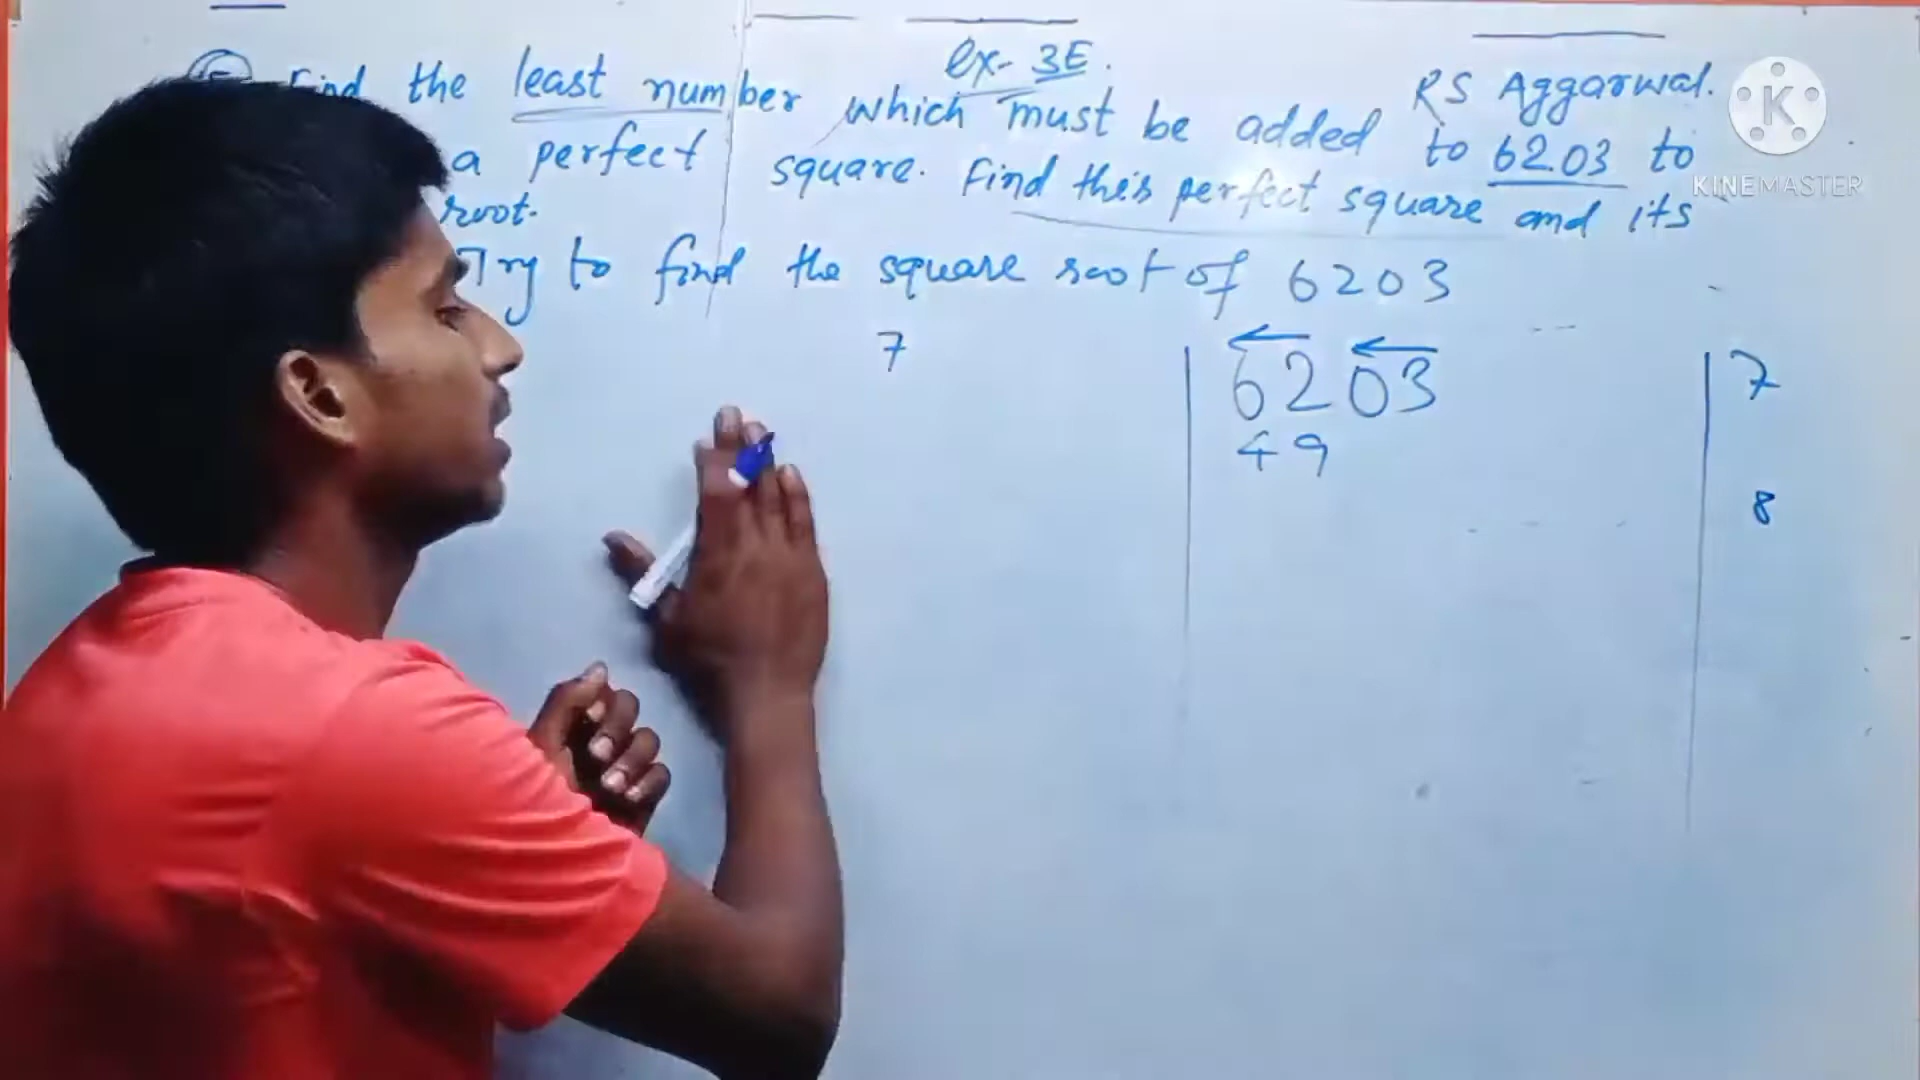 ex- 3E.
RS Aggarwal.
Find the least number which must be added to 6203 to
a perfect square. Find this perfect square and its
root.
Try to find the square root of 6203
7
6203
7
49
8
KINEMASTER